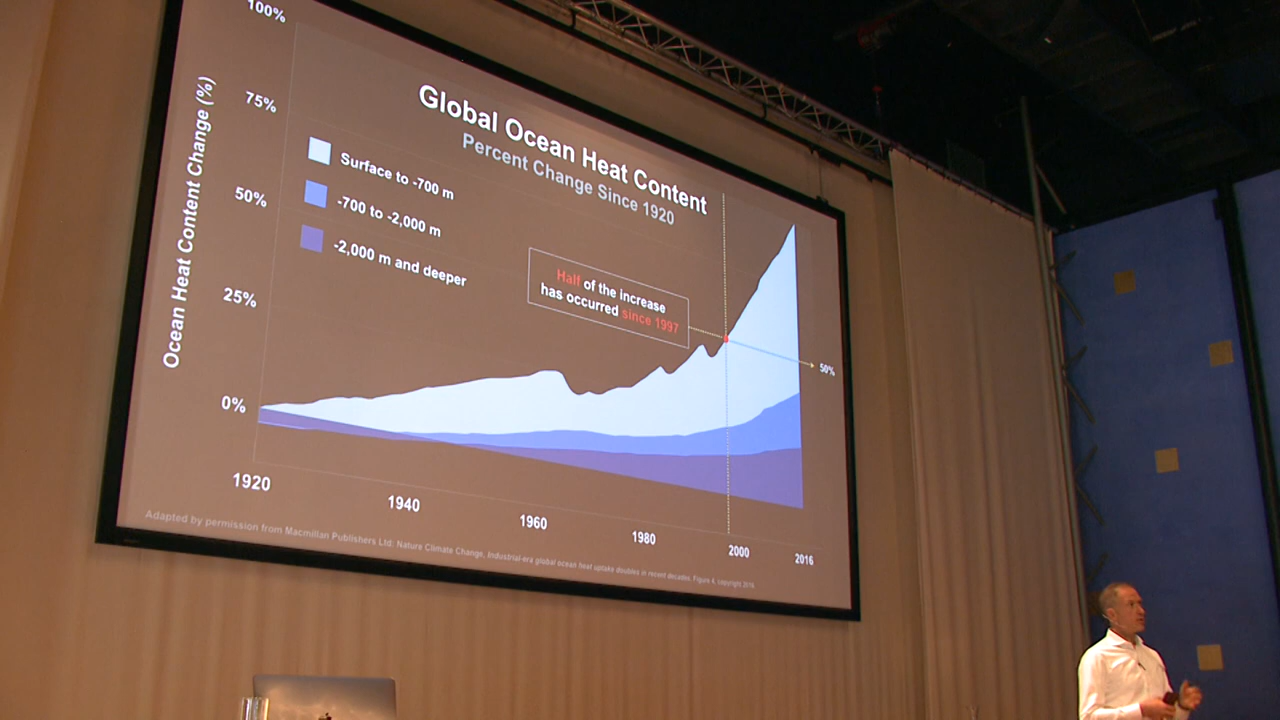 Global Ocean Heat Content
Percent Change Since 1920
Ocean Heat Content Change (%)
100%
75%
50%
25%
0%
Surface to -700 m
-700 to -2,000 m
-2,000 m and deeper
Half of the increase
has occurred since 1997
50%
1920
1940
1960
1980
2000
2016
Adapted by permission from Macmillan Publishers Ltd: Nature Climate Change, Industrial-era global ocean heat uptake doubles in recent decades. Figure 4, copyright 2016